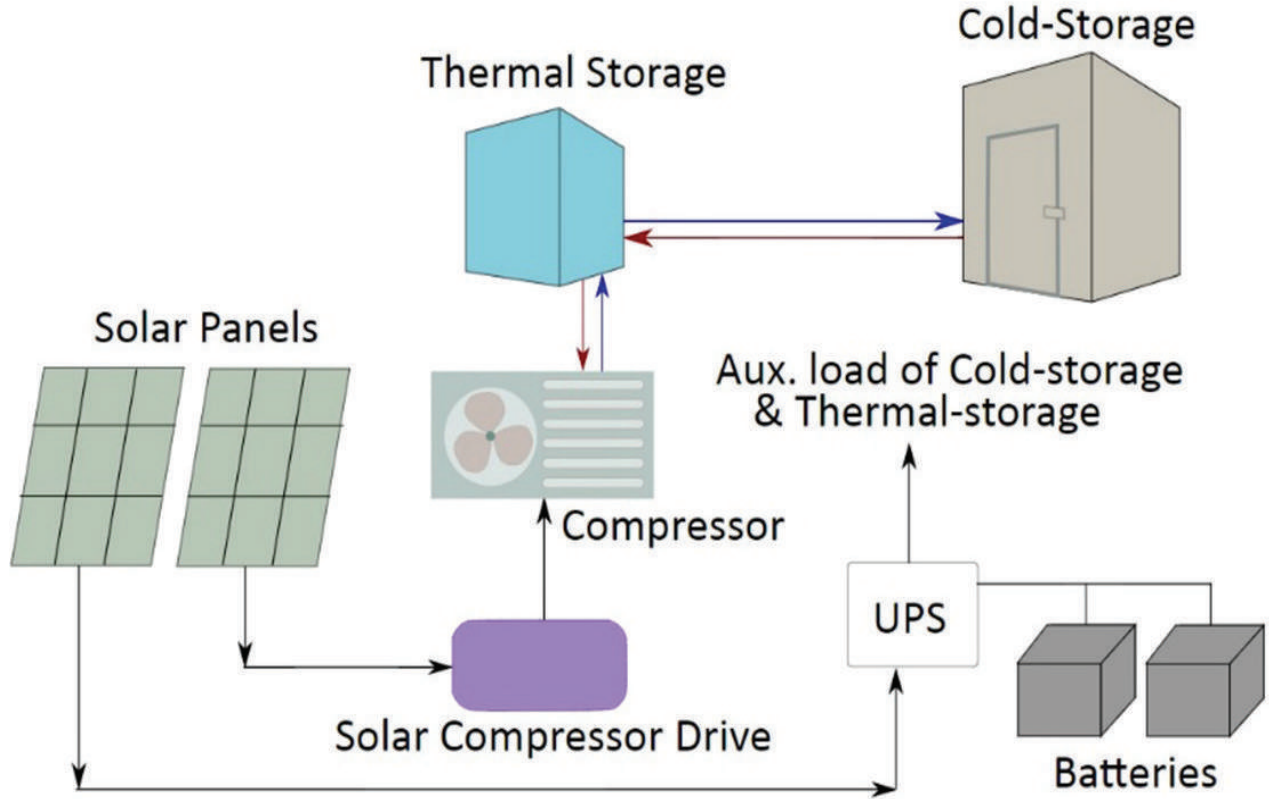 Cold-Storage
Thermal Storage
Solar Panels
Aux. load of Cold-storage
& Thermal-storage
Compressor
UPS
Solar Compressor Drive
Batteries